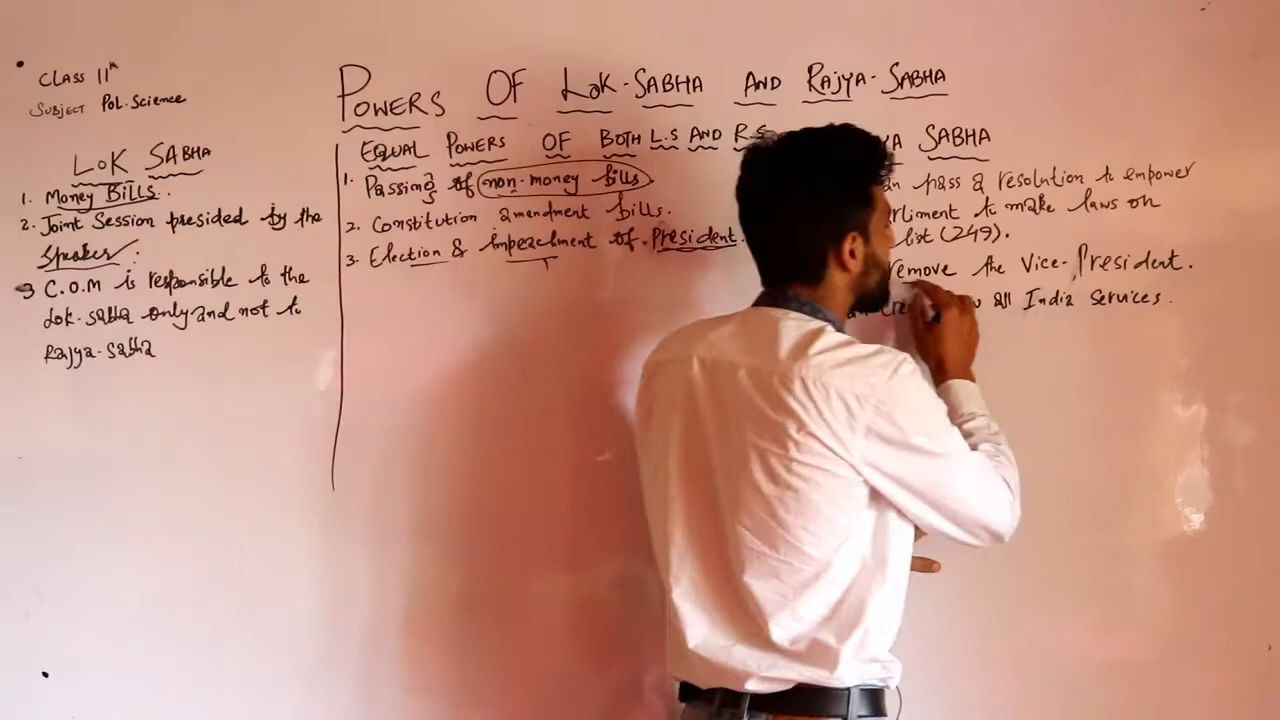 CLASS 11th
SUBJECT POL. Science
POWERS OF LOK-SABHA AND RAJYA-SABHA
LOK SABHA
1. Money BILLS.
2. Joint Session presided by the
Speaker
3 C.O.M is responsible to the
Lok-sabha only and not to
Rajya-Sabha
EQUAL POWERS OF BOTH L.S AND R.S
1. Passing of non-money bills.
2. Constitution amendment bills.
3. Election & impeachment of President.
YA SABHA
an pass a resolution to empower
rliment to make laws on
list (249).
remove the Vice-President.
all India Services.